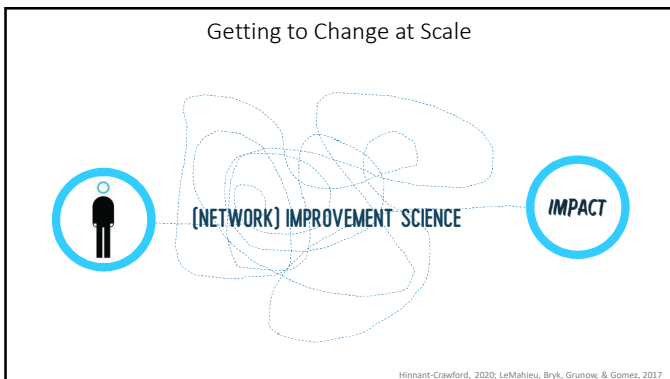 Getting to Change at Scale
(NETWORK) IMPROVEMENT SCIENCE
IMPACT
Hinnant-Crawford, 2020; LeMahieu, Bryk, Grunow, & Gomez, 2017